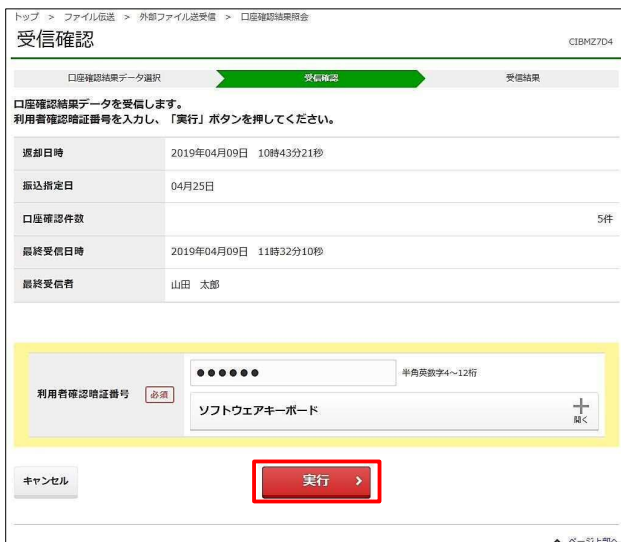 トップ > ファイル伝送 > 外部ファイル送受信 > 口座確認結果照会
受信確認
CIBMZ7D4
口座確認結果データ選択 受信確認 受信結果
口座確認結果データを受信します。
利用者確認暗証番号を入力し、「実行」ボタンを押してください。
返却日時 2019年04月09日 10時43分21秒
振込指定日 04月25日
口座確認件数 5件
最終受信日時 2019年04月09日 11時32分10秒
最終受信者 山田 太郎
利用者確認暗証番号 必須 ●●●●●● 半角英数字4~12桁
ソフトウェアキーボード 開く
キャンセル 実行
ページ上部へ